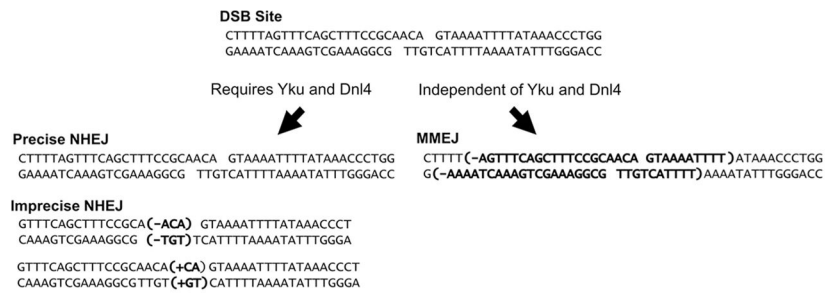 DSB Site
CTTTTAGTTTCAGCTTTCCGCAACA GTAAAATTTTATAAACCCTGG
GAAAATCAAAGTCGAAAGGCG TTGTCATTTTAAAATATTTGGGACC
Requires Yku and Dnl4
Independent of Yku and Dnl4
Precise NHEJ
CTTTTAGTTTCAGCTTTCCGCAACA GTAAAATTTTATAAACCCTGG
GAAAATCAAAGTCGAAAGGCG TTGTCATTTTAAAATATTTGGGACC
MMEJ
CTTTT(-AGTTTCAGCTTTCCGCAACA GTAAAATTTT)ATAAACCCTGG
G(-AAAATCAAAGTCGAAAGGCG TTGTCATTTT)AAAATATTTGGGACC
Imprecise NHEJ
GTTTCAGCTTTCCGCA(-ACA) GTAAAATTTTATAAACCCT
CAAAGTCGAAAGGCG (-TGT)TCATTTTAAAATATTTGGGA
GTTTCAGCTTTCCGCAACA(+CA)GTAAAATTTTATAAACCCT
CAAAGTCGAAAGGCGTTGT(+GT)CATTTTAAAATATTTGGGA